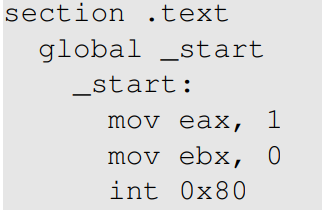 section .text
global _start
_start:
mov eax, 1
mov ebx, 0
int 0x80